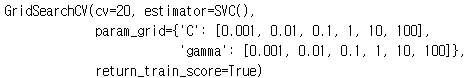 GridSearchCV(cv=20, estimator=SVC(),
param_grid={'C': [0.001, 0.01, 0.1, 1, 10, 100],
'gamma': [0.001, 0.01, 0.1, 1, 10, 100]},
return_train_score=True)